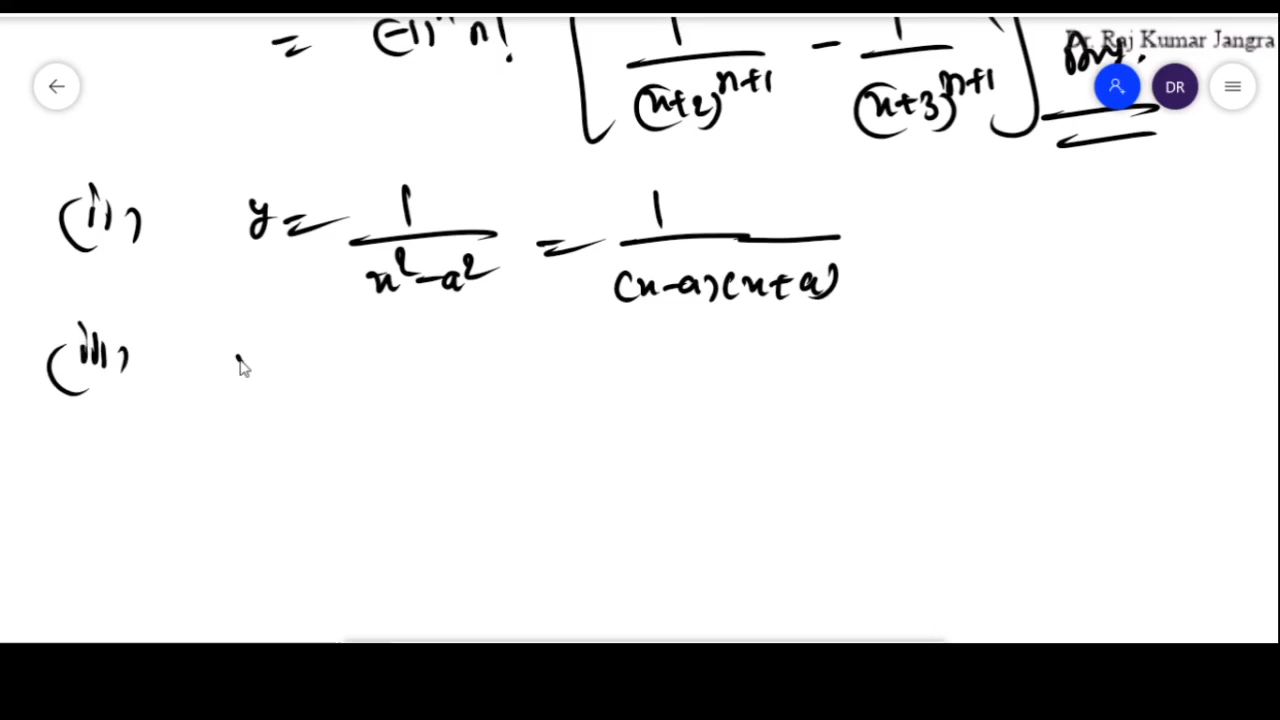 Dr. Raj Kumar Jangra
= (-1)ⁿ n! [ 1/(x+2)ⁿ⁺¹ - 1/(x+3)ⁿ⁺¹ ] Ans.
DR
(ii) y = 1/(x²-a²) = 1/((x-a)(x+a))
(iii)